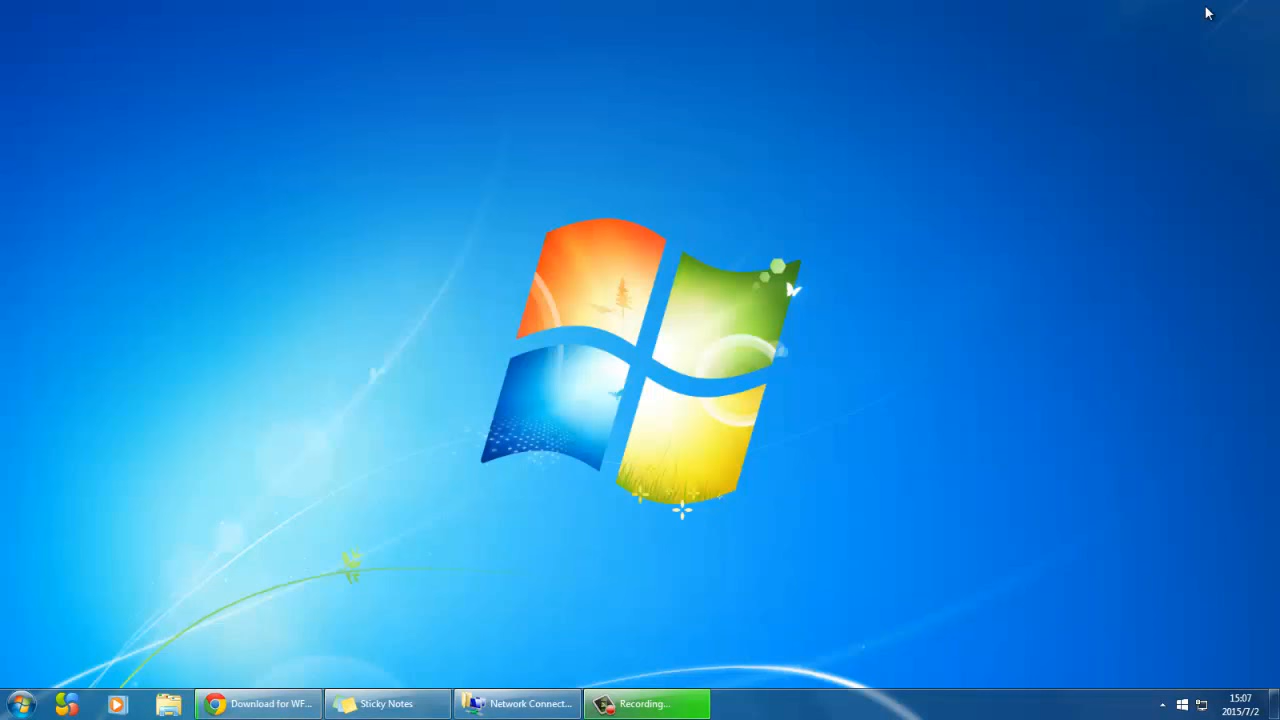 Download for WF...
Sticky Notes
Network Connect...
Recording...
15:07
2015/7/2